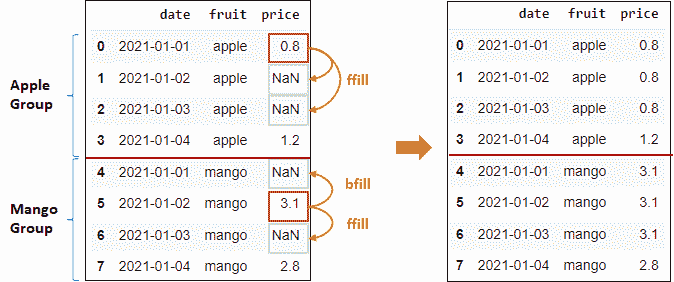 date fruit price
0 2021-01-01 apple 0.8
1 2021-01-02 apple NaN
2 2021-01-03 apple NaN
3 2021-01-04 apple 1.2
4 2021-01-01 mango NaN
5 2021-01-02 mango 3.1
6 2021-01-03 mango NaN
7 2021-01-04 mango 2.8
Apple
Group
Mango
Group
ffill
bfill
ffill
date fruit price
0 2021-01-01 apple 0.8
1 2021-01-02 apple 0.8
2 2021-01-03 apple 0.8
3 2021-01-04 apple 1.2
4 2021-01-01 mango 3.1
5 2021-01-02 mango 3.1
6 2021-01-03 mango 3.1
7 2021-01-04 mango 2.8